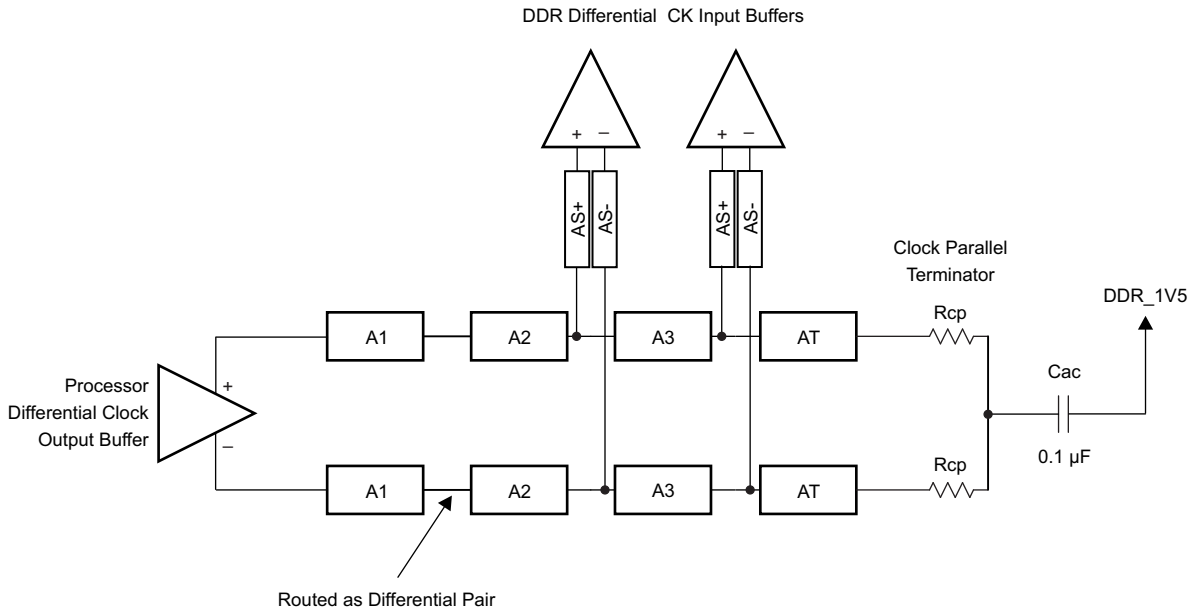 DDR Differential CK Input Buffers
+ –
+ –
AS+
AS-
AS+
AS-
Clock Parallel
Terminator
DDR_1V5
Rcp
A1
A2
A3
AT
Processor
Differential Clock
Output Buffer
+
–
Cac
0.1 µF
Rcp
A1
A2
A3
AT
Routed as Differential Pair